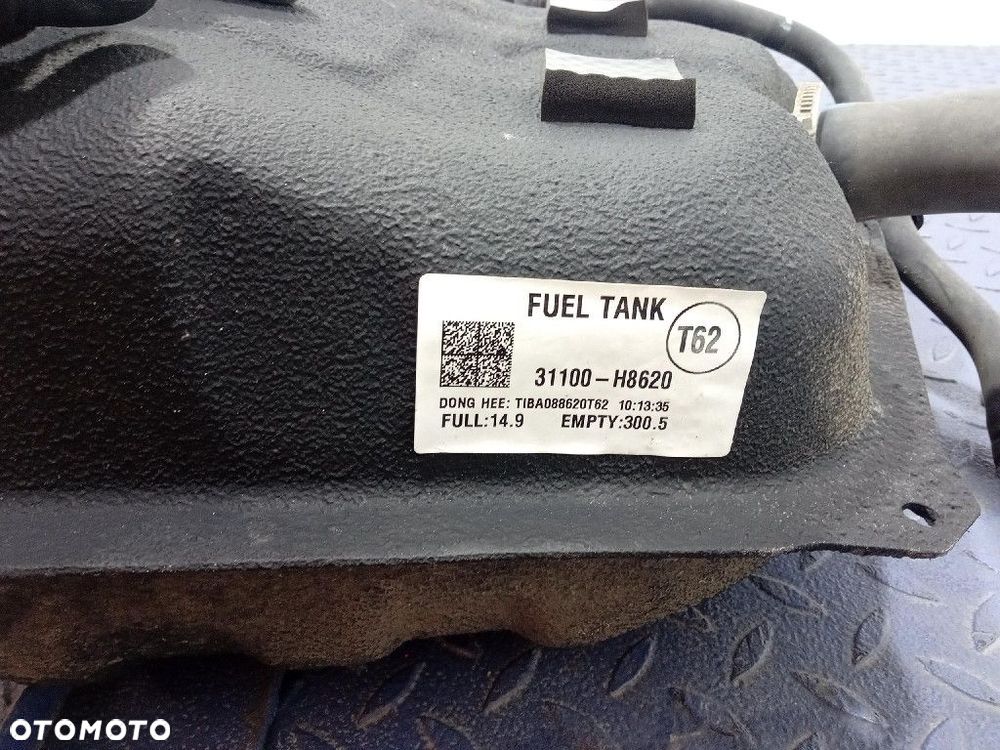 FUEL TANK
T62
31100-H8620
DONG HEE: TIBA088620T62 10:13:35
FULL:14.9 EMPTY:300.5
OTOMOTO